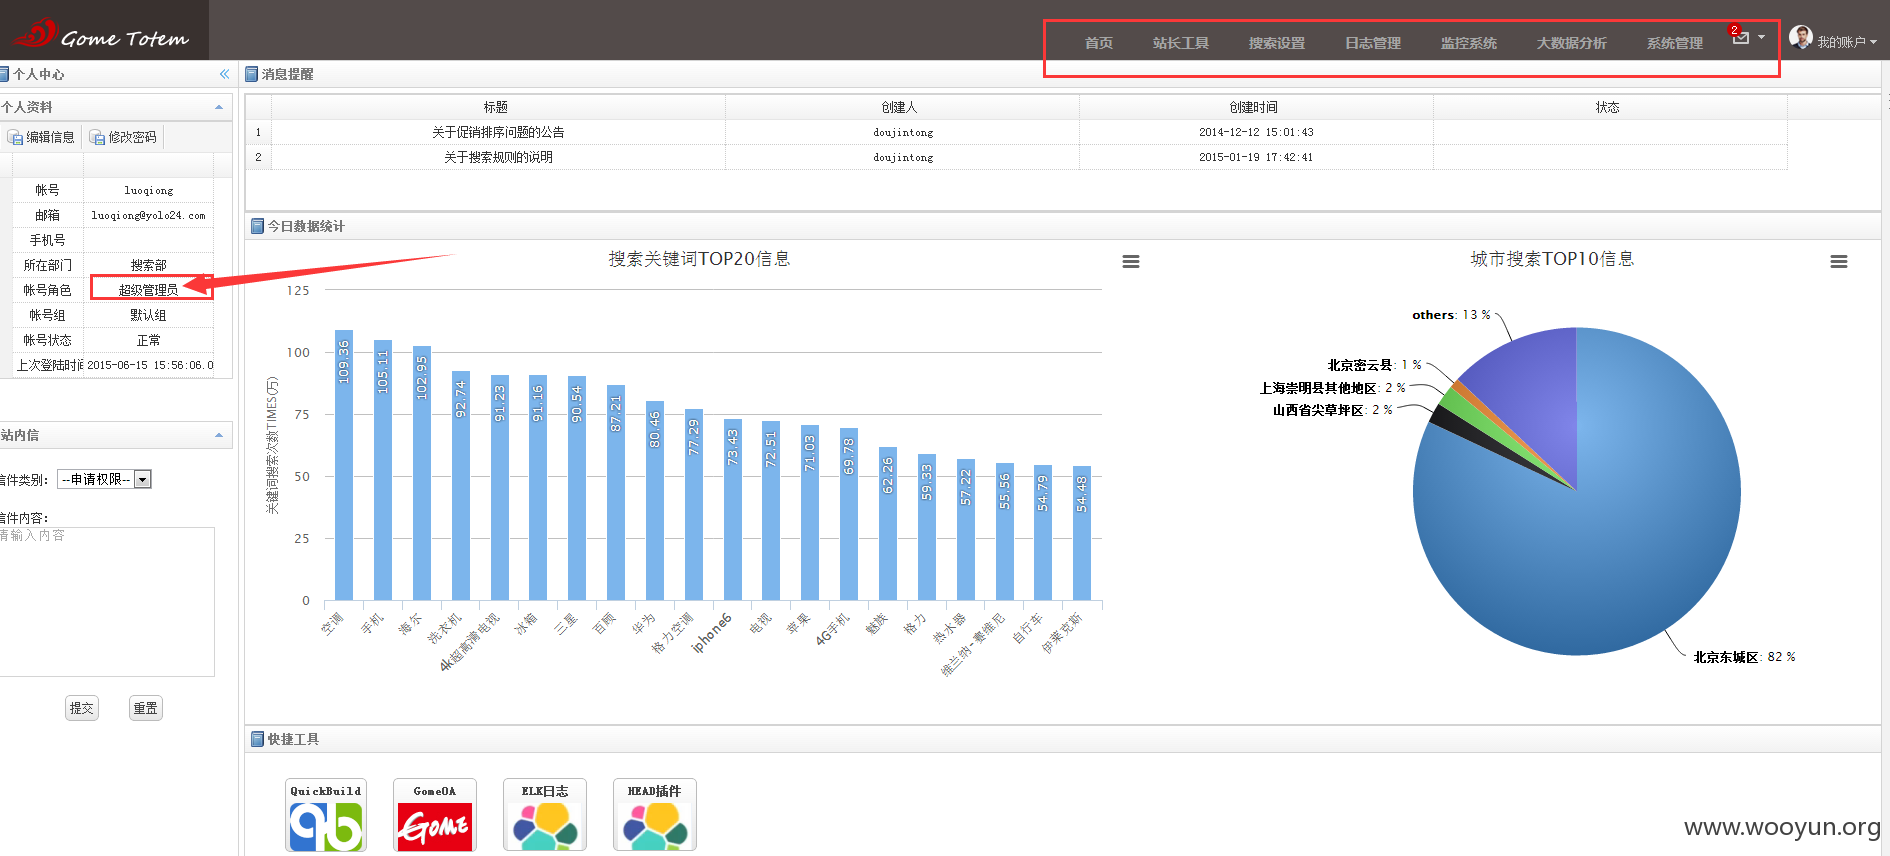 Gome Totem
首页 站长工具 搜索设置 日志管理 监控系统 大数据分析 系统管理 2 我的账户
个人中心
个人资料
编辑信息 修改密码
帐号 luoqiong
邮箱 luoqiong@yolo24.com
手机号
所在部门 搜索部
帐号角色 超级管理员
帐号组 默认组
帐号状态 正常
上次登陆时间 2015-06-15 15:56:06.0
站内信
信件类别: --申请权限--
信件内容:
请输入内容
提交 重置
消息提醒
标题 创建人 创建时间 状态
1 关于促销排序问题的公告 doujintong 2014-12-12 15:01:43
2 关于搜索规则的说明 doujintong 2015-01-19 17:42:41
今日数据统计
搜索关键词TOP20信息
关键词搜索次数TIMES(万)
125
100
75
50
25
0
109.36 105.11 102.95 92.74 91.23 91.16 90.54 87.21 80.46 77.29 73.43 72.51 71.03 69.78 62.26 59.33 57.22 55.56 54.79 54.48
空调 手机 海尔 洗衣机 4k超高清电视 冰箱 三星 百顾 华为 格力空调 iphone6 电视 苹果 4G手机 魅族 格力 热水器 维兰纳-赛维尼 自行车 伊莱克斯
城市搜索TOP10信息
others: 13 %
北京密云县: 1 %
上海崇明县其他地区: 2 %
山西省尖草坪区: 2 %
北京东城区: 82 %
快捷工具
QuickBuild GomeOA ELK日志 HEAD插件
qb GOME
www.wooyun.org